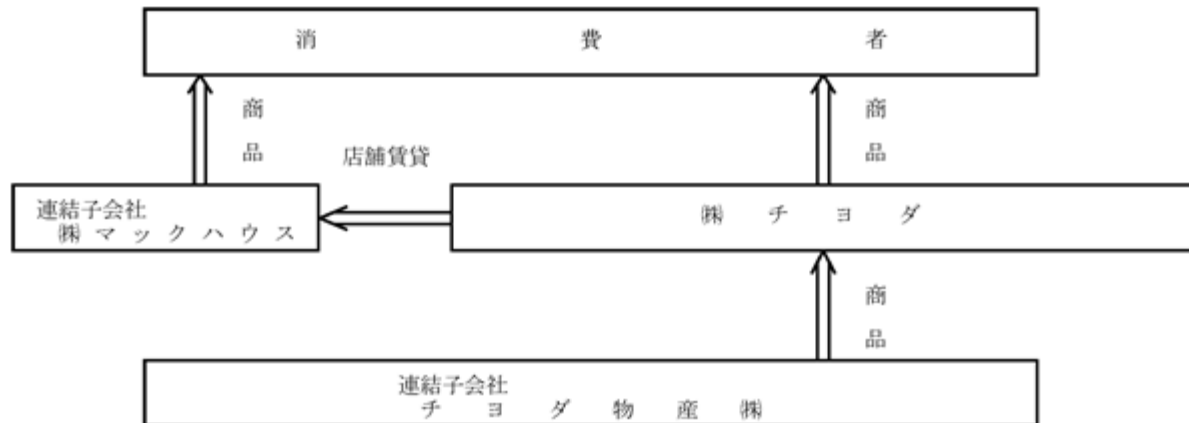 消費者
商品
商品
店舗賃貸
連結子会社
㈱マックハウス
㈱チヨダ
商品
連結子会社
チヨダ物産㈱